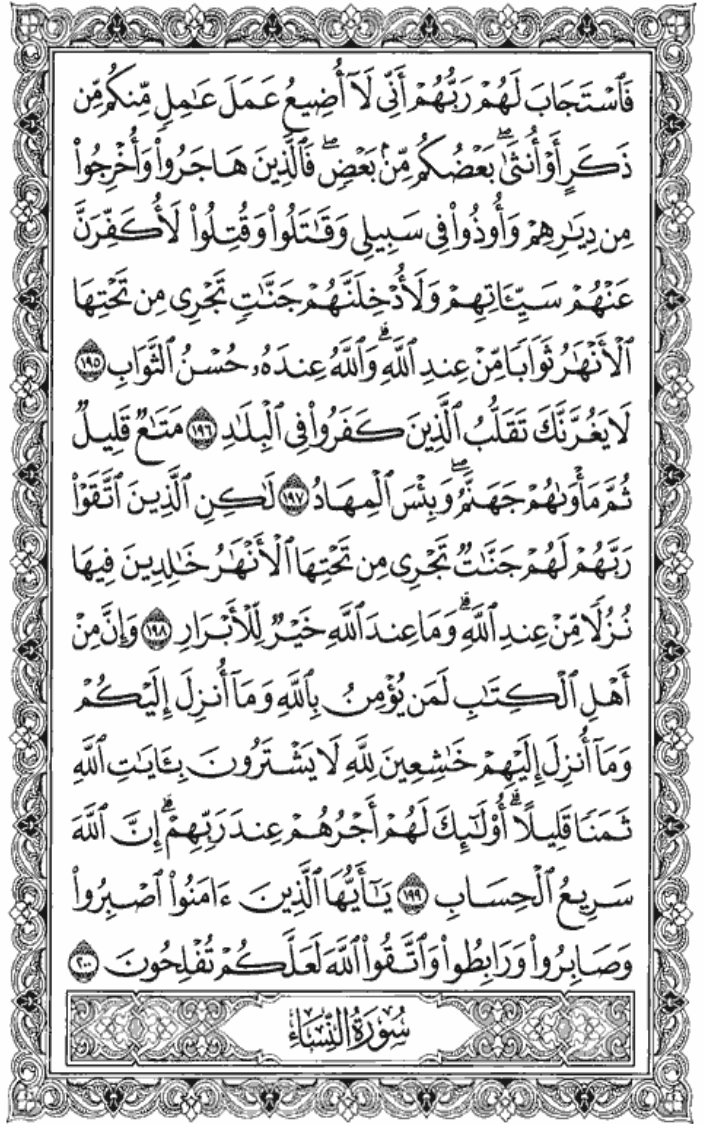 فَٱسْتَجَابَ لَهُمْ رَبُّهُمْ أَنِّى لَآ أُضِيعُ عَمَلَ عَٰمِلٍ مِّنكُم مِّن
ذَكَرٍ أَوْ أُنثَىٰ ۖ بَعْضُكُم مِّنۢ بَعْضٍ ۖ فَٱلَّذِينَ هَاجَرُوا۟ وَأُخْرِجُوا۟
مِن دِيَٰرِهِمْ وَأُوذُوا۟ فِى سَبِيلِى وَقَٰتَلُوا۟ وَقُتِلُوا۟ لَأُكَفِّرَنَّ
عَنْهُمْ سَيِّـَٔاتِهِمْ وَلَأُدْخِلَنَّهُمْ جَنَّٰتٍ تَجْرِى مِن تَحْتِهَا
ٱلْأَنْهَٰرُ ثَوَابًا مِّنْ عِندِ ٱللَّهِ ۗ وَٱللَّهُ عِندَهُۥ حُسْنُ ٱلثَّوَابِ ١٩٥
لَا يَغُرَّنَّكَ تَقَلُّبُ ٱلَّذِينَ كَفَرُوا۟ فِى ٱلْبِلَٰدِ ١٩٦ مَتَٰعٌ قَلِيلٌ
ثُمَّ مَأْوَىٰهُمْ جَهَنَّمُ ۚ وَبِئْسَ ٱلْمِهَادُ ١٩٧ لَٰكِنِ ٱلَّذِينَ ٱتَّقَوْا۟
رَبَّهُمْ لَهُمْ جَنَّٰتٌ تَجْرِى مِن تَحْتِهَا ٱلْأَنْهَٰرُ خَٰلِدِينَ فِيهَا
نُزُلًا مِّنْ عِندِ ٱللَّهِ ۗ وَمَا عِندَ ٱللَّهِ خَيْرٌ لِّلْأَبْرَارِ ١٩٨ وَإِنَّ مِنْ
أَهْلِ ٱلْكِتَٰبِ لَمَن يُؤْمِنُ بِٱللَّهِ وَمَآ أُنزِلَ إِلَيْكُمْ
وَمَآ أُنزِلَ إِلَيْهِمْ خَٰشِعِينَ لِلَّهِ لَا يَشْتَرُونَ بِـَٔايَٰتِ ٱللَّهِ
ثَمَنًا قَلِيلًا ۗ أُو۟لَٰٓئِكَ لَهُمْ أَجْرُهُمْ عِندَ رَبِّهِمْ ۗ إِنَّ ٱللَّهَ
سَرِيعُ ٱلْحِسَابِ ١٩٩ يَٰٓأَيُّهَا ٱلَّذِينَ ءَامَنُوا۟ ٱصْبِرُوا۟
وَصَابِرُوا۟ وَرَابِطُوا۟ وَٱتَّقُوا۟ ٱللَّهَ لَعَلَّكُمْ تُفْلِحُونَ ٢٠٠
سُورَةُ النِّسَاءِ